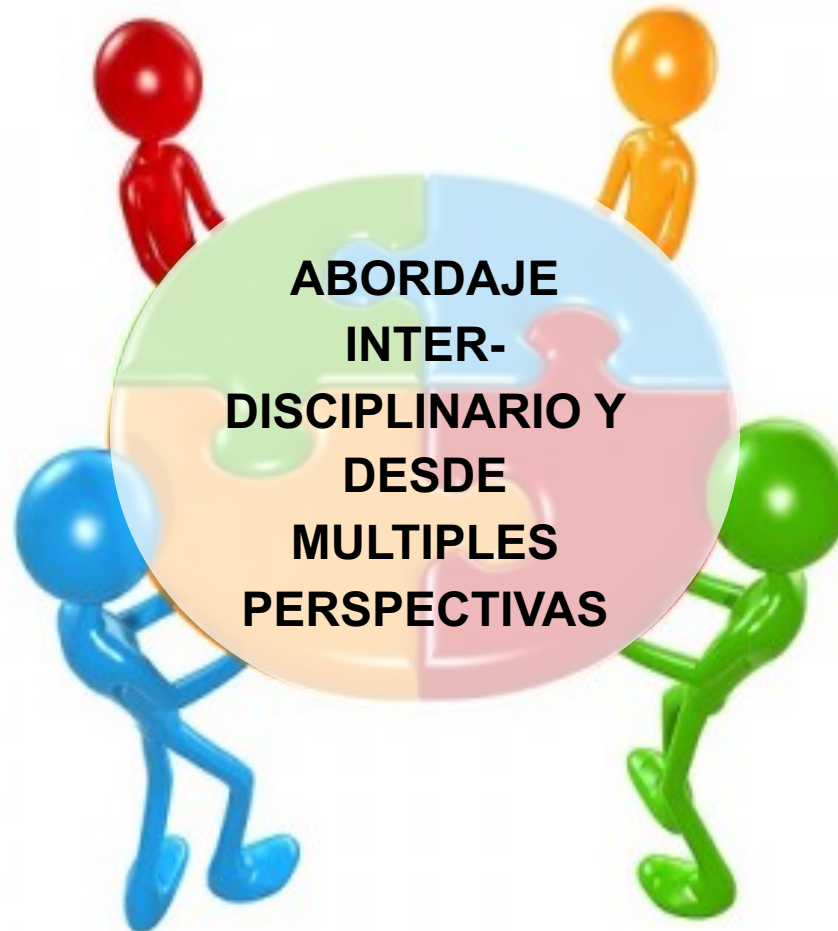 ABORDAJE
INTER-
DISCIPLINARIO Y
DESDE
MULTIPLES
PERSPECTIVAS